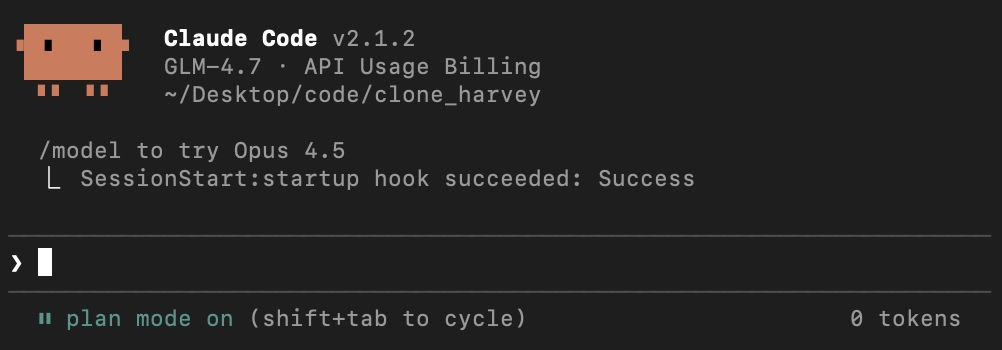 Claude Code v2.1.2
GLM-4.7 · API Usage Billing
~/Desktop/code/clone_harvey
/model to try Opus 4.5
⎿ SessionStart:startup hook succeeded: Success
❯
⏸ plan mode on (shift+tab to cycle) 0 tokens